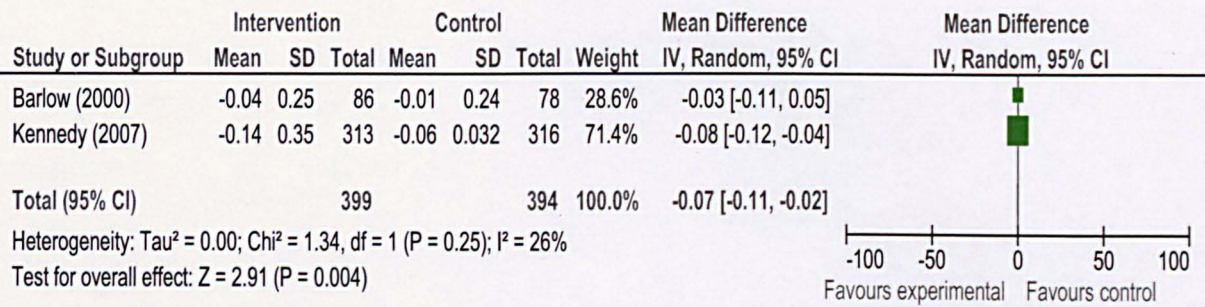 Intervention Control Mean Difference Mean Difference
Study or Subgroup Mean SD Total Mean SD Total Weight IV, Random, 95% CI IV, Random, 95% CI
Barlow (2000) -0.04 0.25 86 -0.01 0.24 78 28.6% -0.03 [-0.11, 0.05]
Kennedy (2007) -0.14 0.35 313 -0.06 0.032 316 71.4% -0.08 [-0.12, -0.04]
Total (95% CI) 399 394 100.0% -0.07 [-0.11, -0.02]
Heterogeneity: Tau² = 0.00; Chi² = 1.34, df = 1 (P = 0.25); I² = 26%
Test for overall effect: Z = 2.91 (P = 0.004)
-100 -50 0 50 100
Favours experimental Favours control